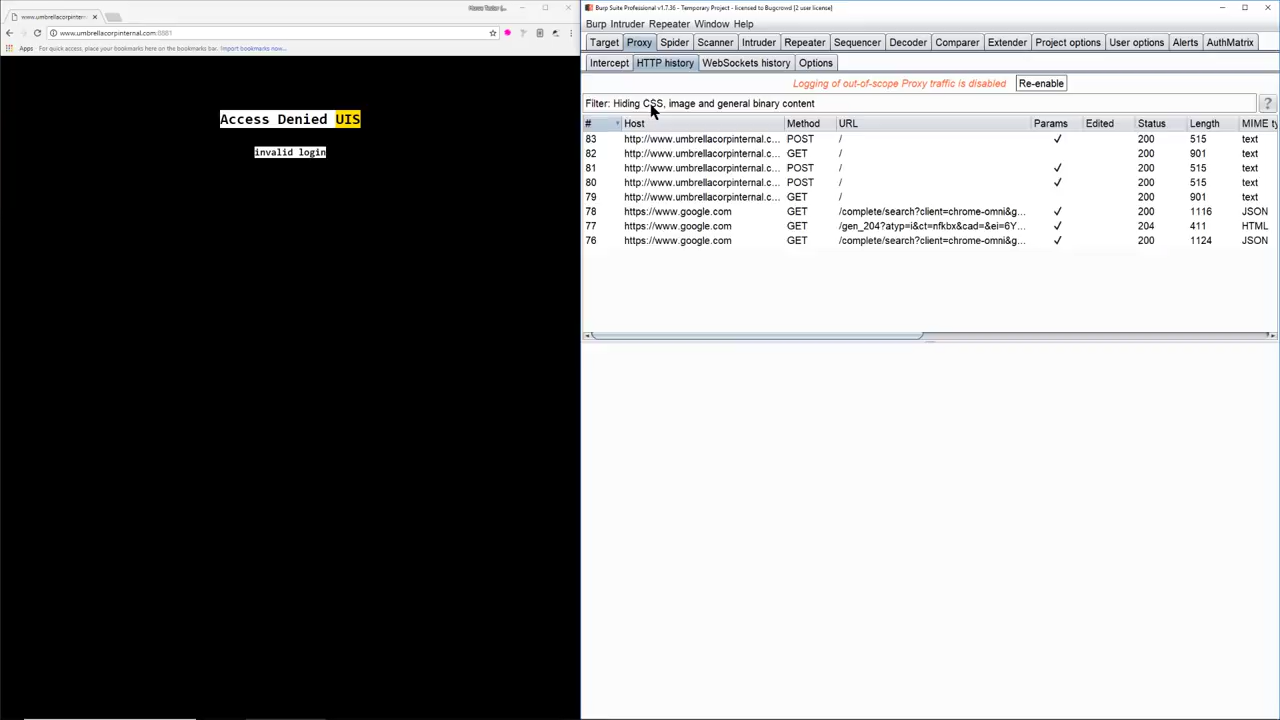 www.umbrellacorpinternal
www.umbrellacorpinternal.com:8881
Apps For quick access, place your bookmarks here on the bookmarks bar. Import bookmarks now...
Access Denied UIS
invalid login
Burp Suite Professional v1.7.36 - Temporary Project - licensed to Bugcrowd [2 user license]
Burp Intruder Repeater Window Help
Target Proxy Spider Scanner Intruder Repeater Sequencer Decoder Comparer Extender Project options User options Alerts AuthMatrix
Intercept HTTP history WebSockets history Options
Logging of out-of-scope Proxy traffic is disabled Re-enable
Filter: Hiding CSS, image and general binary content ?
# Host Method URL Params Edited Status Length MIME ty
83 http://www.umbrellacorpinternal.c... POST / ✓ 200 515 text
82 http://www.umbrellacorpinternal.c... GET / 200 901 text
81 http://www.umbrellacorpinternal.c... POST / ✓ 200 515 text
80 http://www.umbrellacorpinternal.c... POST / ✓ 200 515 text
79 http://www.umbrellacorpinternal.c... GET / 200 901 text
78 https://www.google.com GET /complete/search?client=chrome-omni&g... ✓ 200 1116 JSON
77 https://www.google.com GET /gen_204?atyp=i&ct=nfkbx&cad=&ei=6Y... ✓ 204 411 HTML
76 https://www.google.com GET /complete/search?client=chrome-omni&g... ✓ 200 1124 JSON